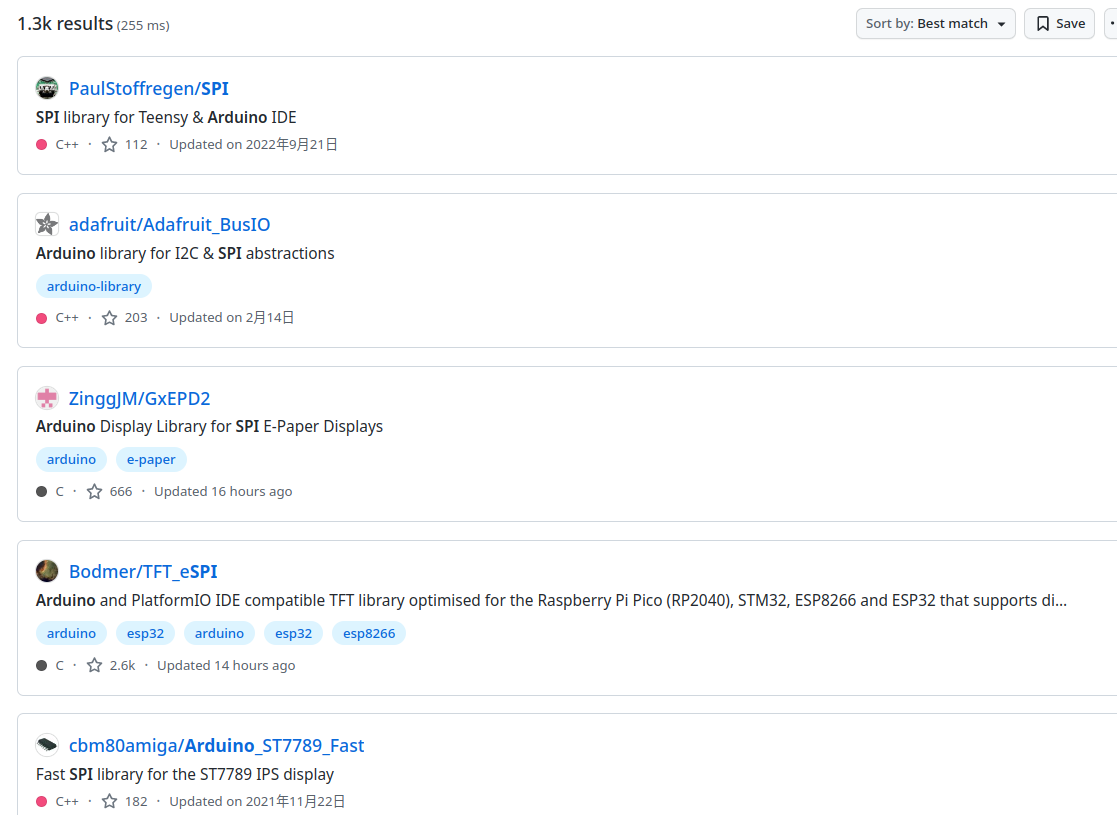 1.3k results (255 ms)
Sort by: Best match
Save
PaulStoffregen/SPI
SPI library for Teensy & Arduino IDE
C++ · 112 · Updated on 2022年9月21日
adafruit/Adafruit_BusIO
Arduino library for I2C & SPI abstractions
arduino-library
C++ · 203 · Updated on 2月14日
ZinggJM/GxEPD2
Arduino Display Library for SPI E-Paper Displays
arduino e-paper
C · 666 · Updated 16 hours ago
Bodmer/TFT_eSPI
Arduino and PlatformIO IDE compatible TFT library optimised for the Raspberry Pi Pico (RP2040), STM32, ESP8266 and ESP32 that supports di...
arduino esp32 arduino esp32 esp8266
C · 2.6k · Updated 14 hours ago
cbm80amiga/Arduino_ST7789_Fast
Fast SPI library for the ST7789 IPS display
C++ · 182 · Updated on 2021年11月22日